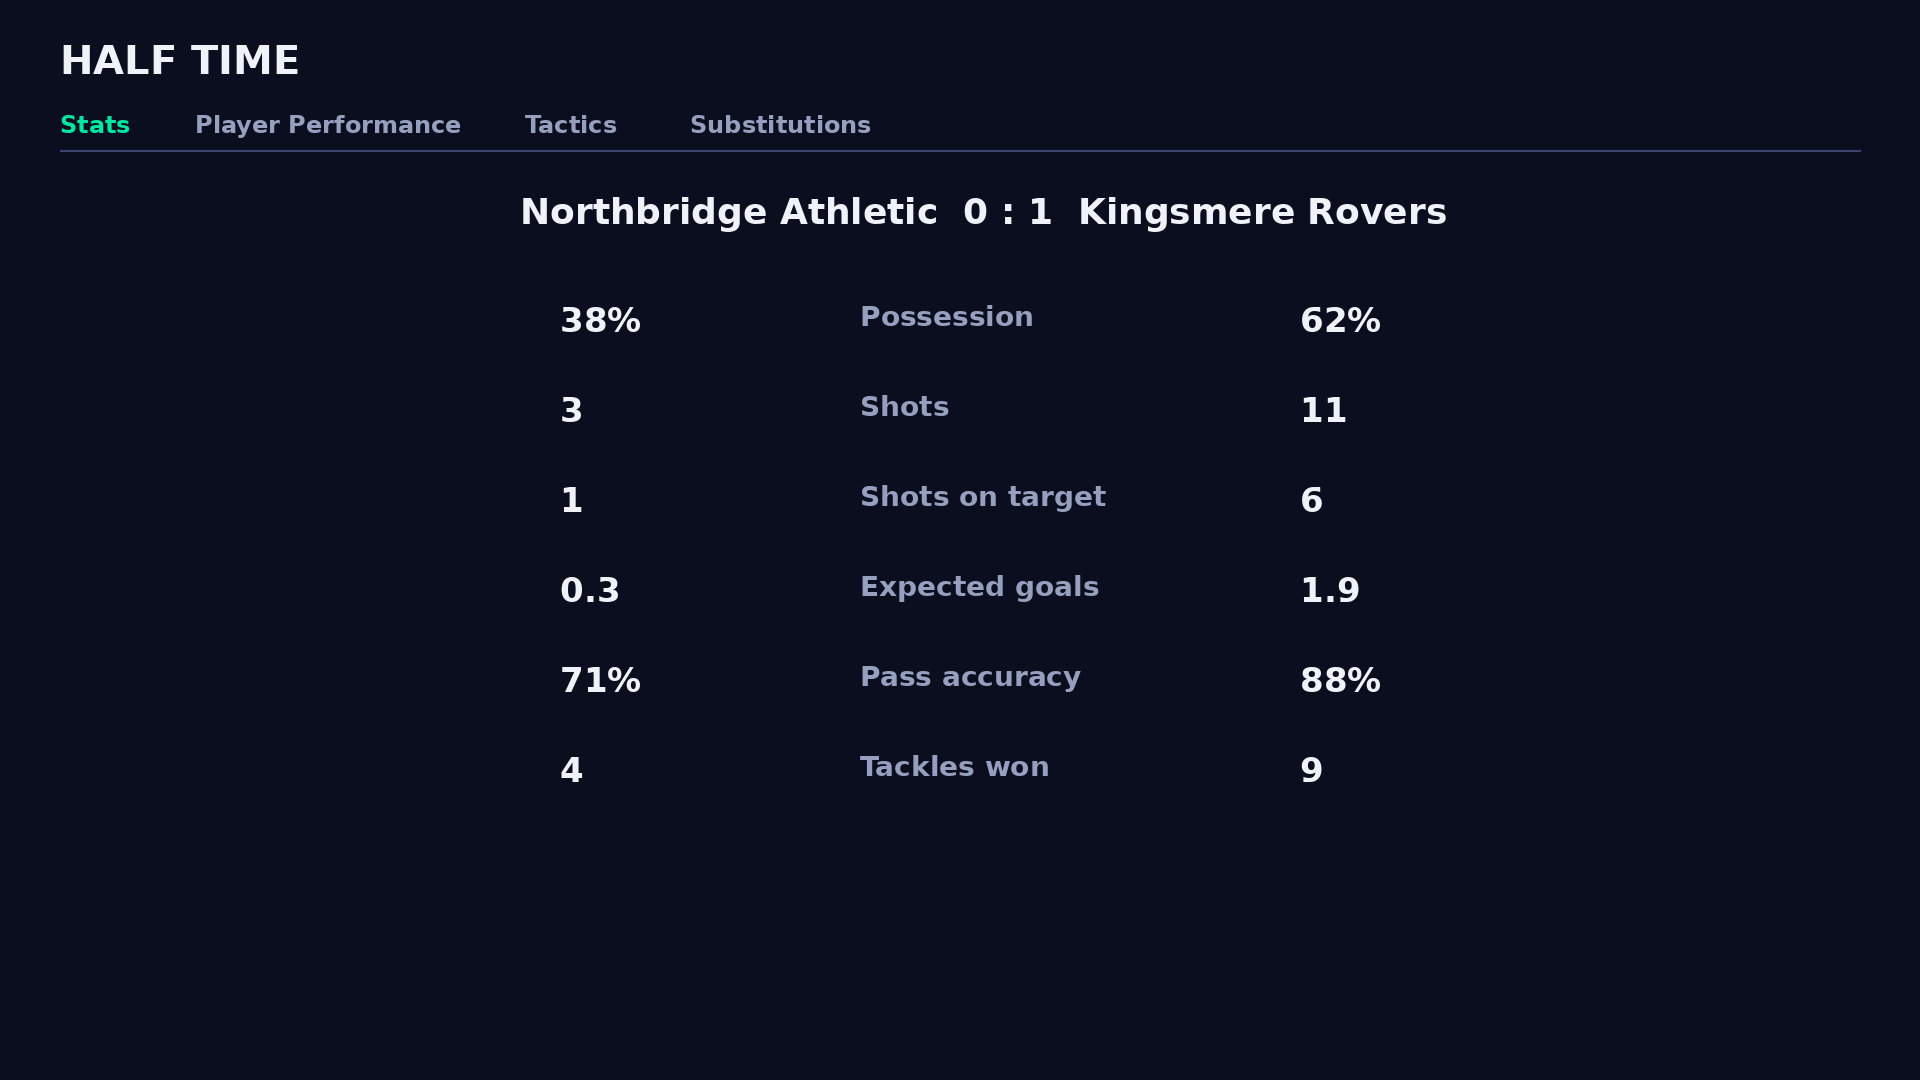 HALF TIME
Stats Player Performance Tactics Substitutions
Northbridge Athletic 0 : 1 Kingsmere Rovers
38% Possession 62%
3 Shots 11
1 Shots on target 6
0.3 Expected goals 1.9
71% Pass accuracy 88%
4 Tackles won 9